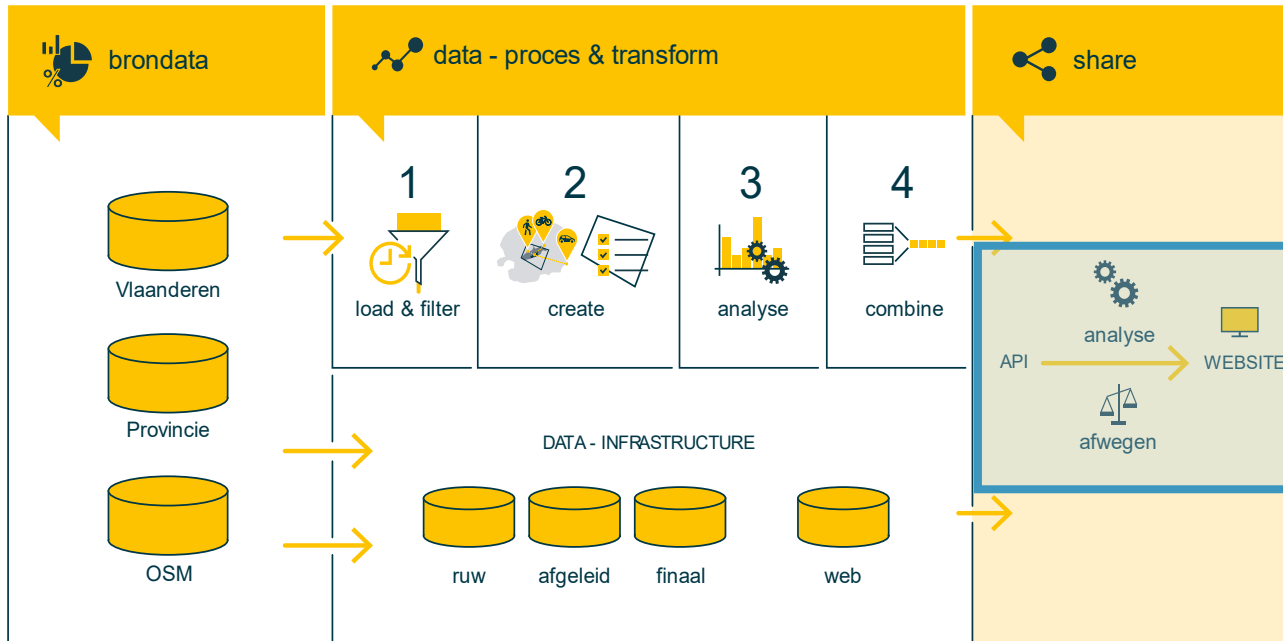 brondata
data - proces & transform
share
%
Vlaanderen
Provincie
OSM
1
2
3
4
load & filter
create
analyse
combine
DATA - INFRASTRUCTURE
ruw
afgeleid
finaal
web
analyse
API
WEBSITE
afwegen